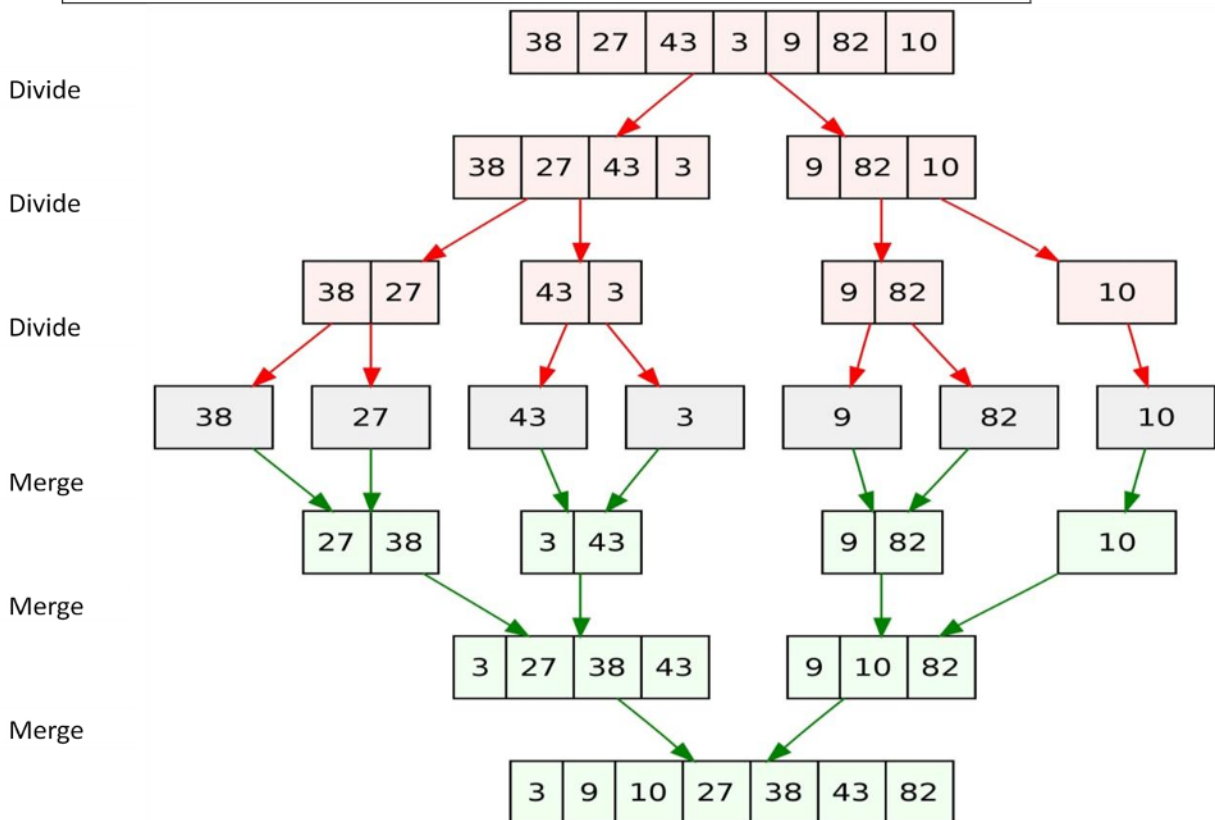 38 27 43 3 9 82 10
Divide
38 27 43 3 9 82 10
Divide
38 27 43 3 9 82 10
Divide
38 27 43 3 9 82 10
Merge
27 38 3 43 9 82 10
Merge
3 27 38 43 9 10 82
Merge
3 9 10 27 38 43 82